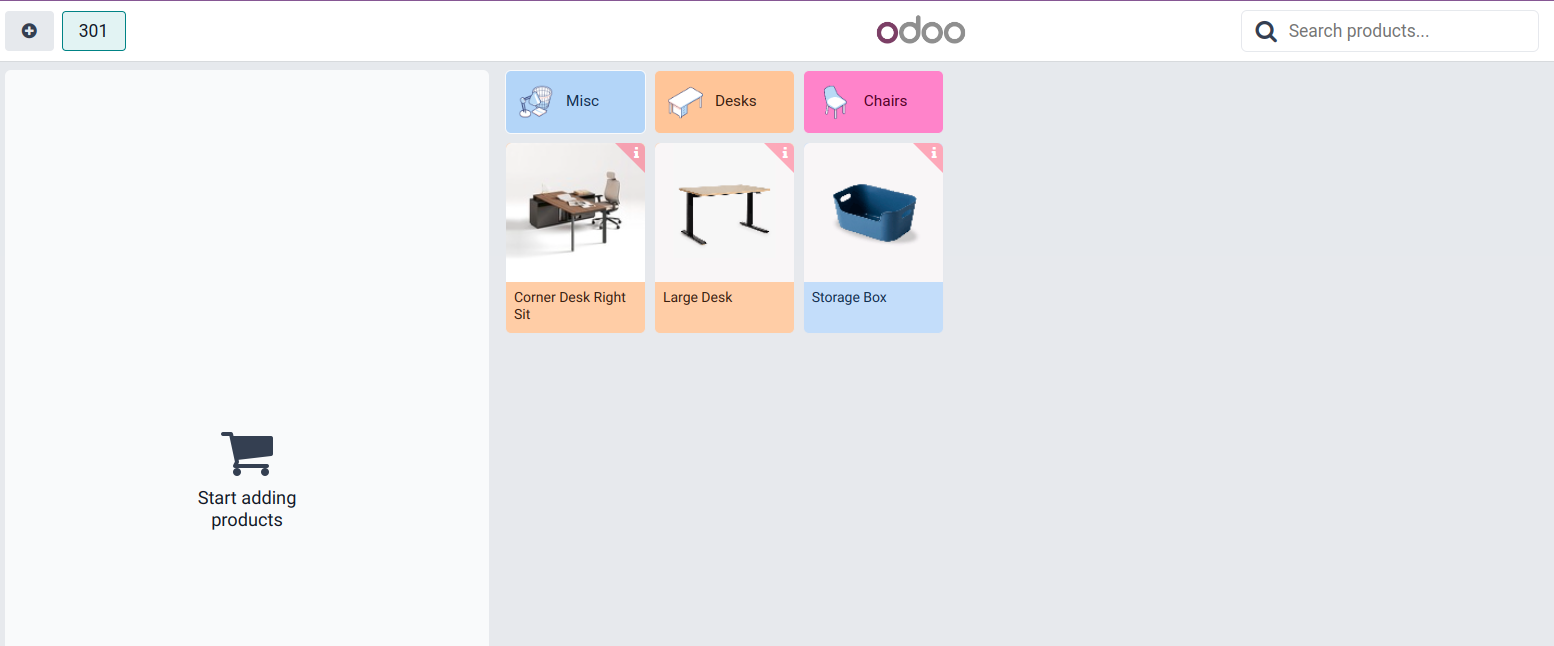 301
odoo
Search products...
Misc
Desks
Chairs
Corner Desk Right
Sit
Large Desk
Storage Box
Start adding
products